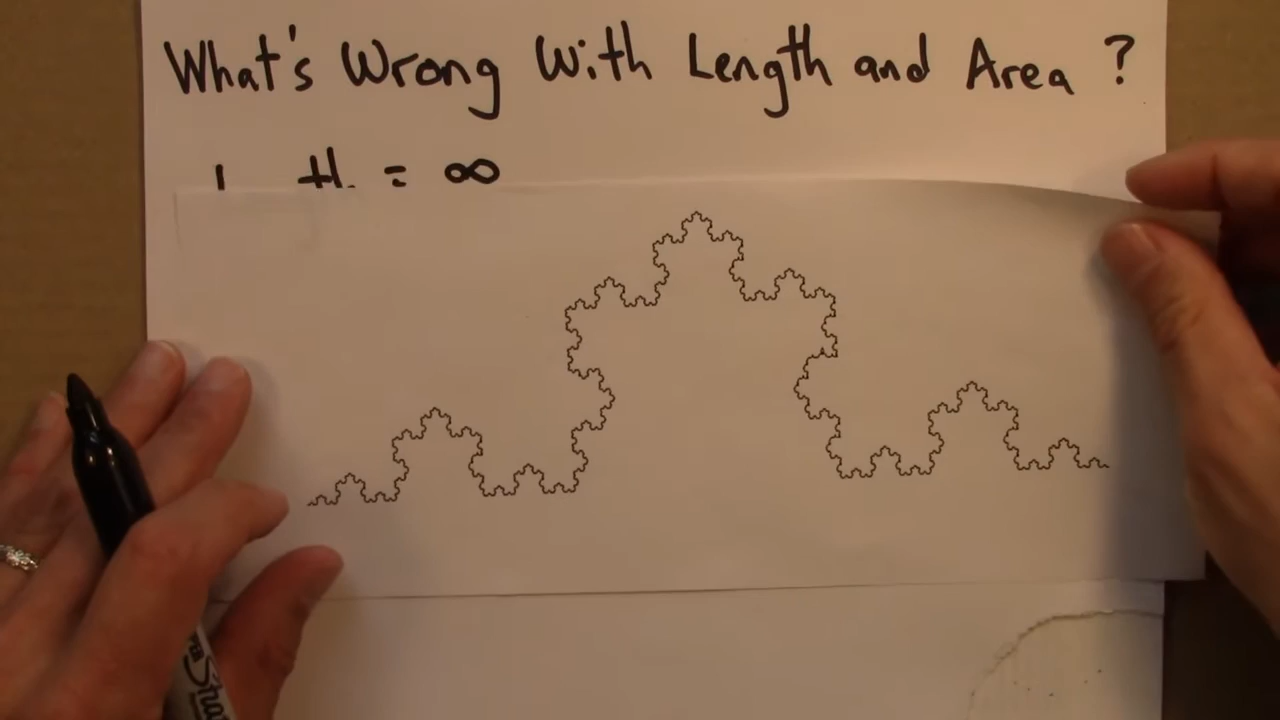 What's Wrong With Length and Area ?
= ∞